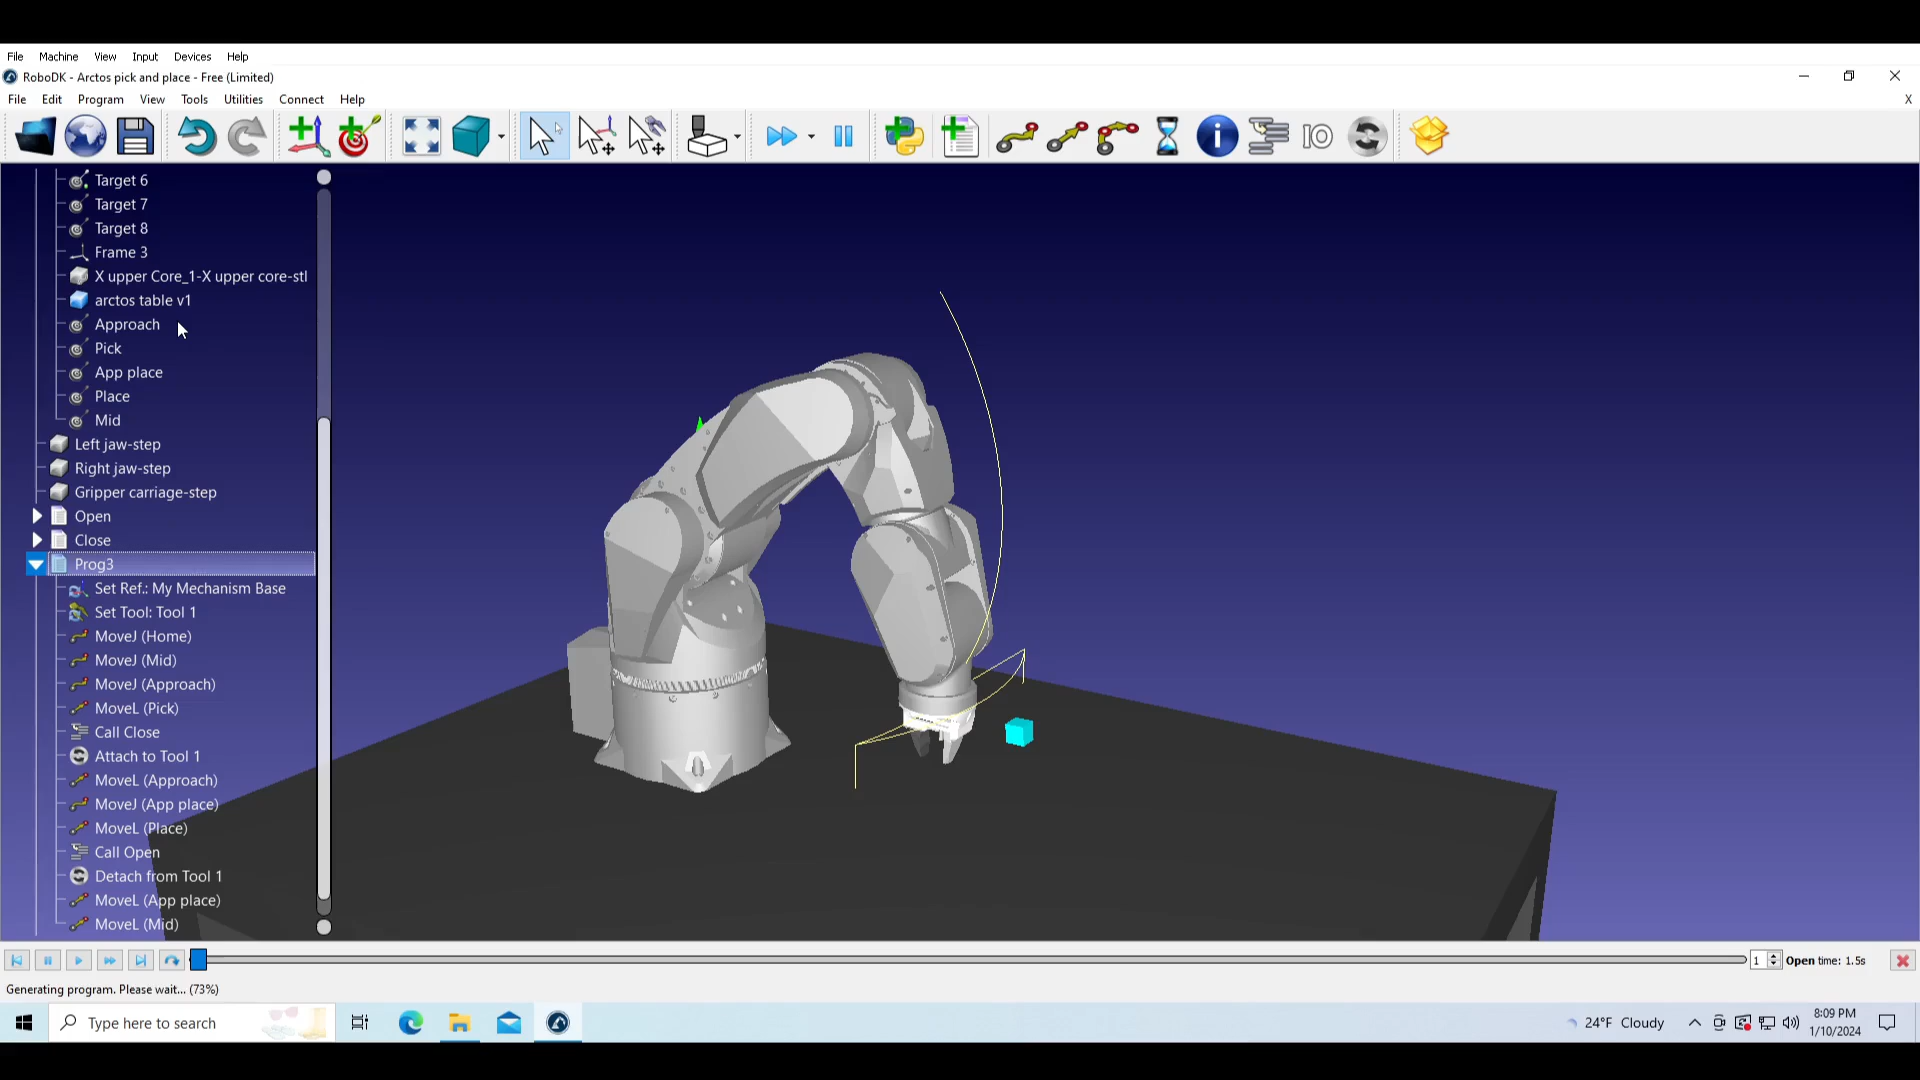 File Machine View Input Devices Help
RoboDK - Arctos pick and place - Free (Limited)
File Edit Program View Tools Utilities Connect Help X
IO
Target 6
Target 7
Target 8
Frame 3
X upper Core_1-X upper core-stl
arctos table v1
Approach
Pick
App place
Place
Mid
Left jaw-step
Right jaw-step
Gripper carriage-step
Open
Close
Prog3
Set Ref.: My Mechanism Base
Set Tool: Tool 1
MoveJ (Home)
MoveJ (Mid)
MoveJ (Approach)
MoveL (Pick)
Call Close
Attach to Tool 1
MoveL (Approach)
MoveJ (App place)
MoveL (Place)
Call Open
Detach from Tool 1
MoveL (App place)
MoveL (Mid)
1 Open time: 1.5s
Generating program. Please wait... (73%)
Type here to search
24°F Cloudy
8:09 PM
1/10/2024